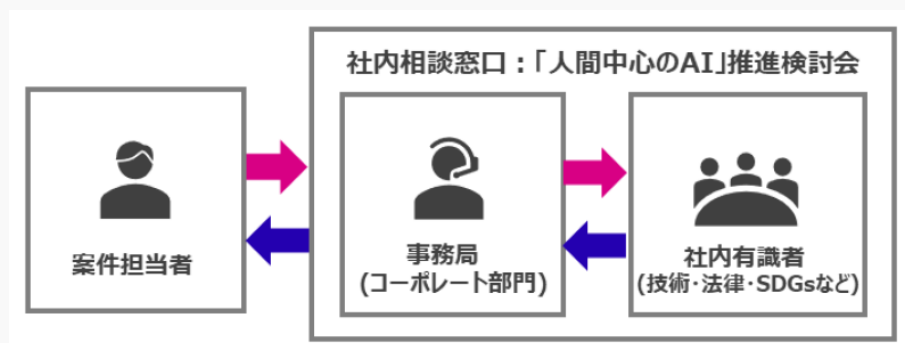 社内相談窓口：｢人間中心のAI｣推進検討会
案件担当者
事務局
(コーポレート部門)
社内有識者
(技術・法律・SDGsなど)